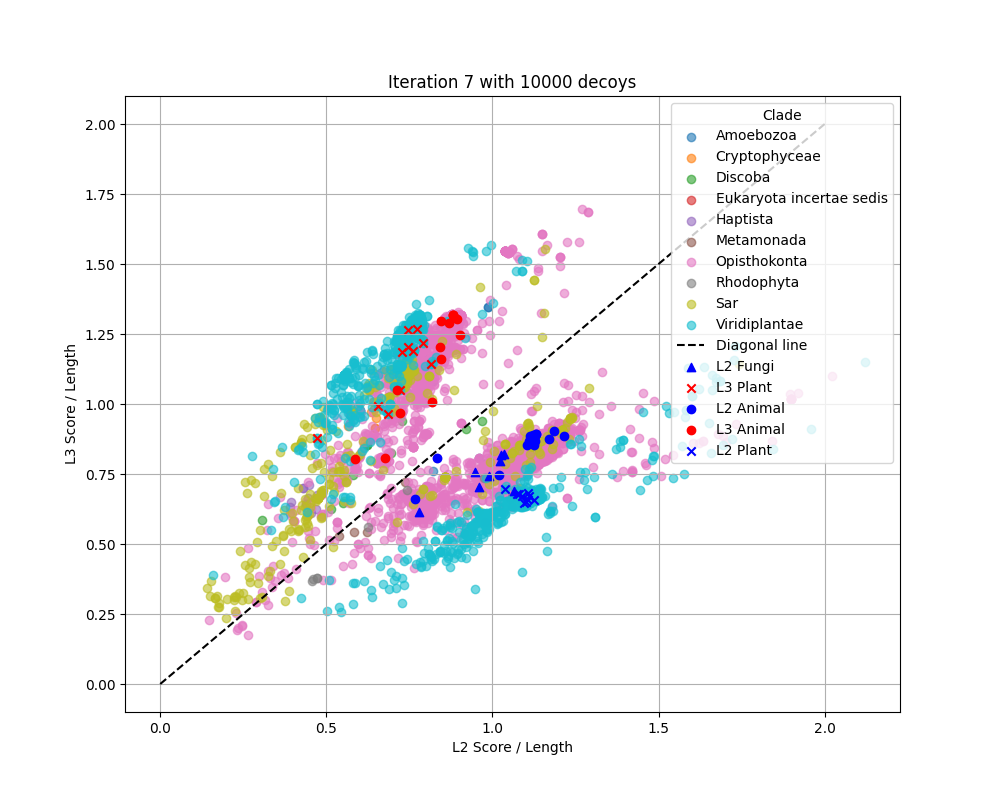 Iteration 7 with 10000 decoys
L3 Score / Length
2.00
1.75
1.50
1.25
1.00
0.75
0.50
0.25
0.00
Clade
Amoebozoa
Cryptophyceae
Discoba
Eukaryota incertae sedis
Haptista
Metamonada
Opisthokonta
Rhodophyta
Sar
Viridiplantae
Diagonal line
L2 Fungi
L3 Plant
L2 Animal
L3 Animal
L2 Plant
0.0 0.5 1.0 1.5 2.0
L2 Score / Length